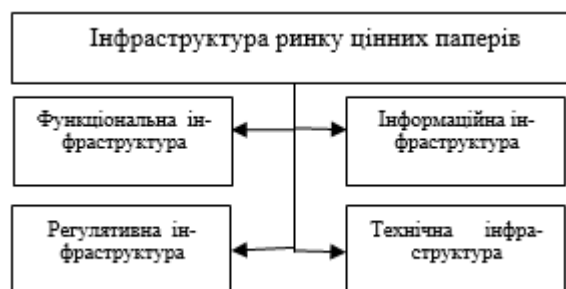 Інфраструктура ринку цінних паперів
Функціональна ін-
фраструктура
Інформаційна ін-
фраструктура
Регулятивна ін-
фраструктура
Технічна інфра-
структура